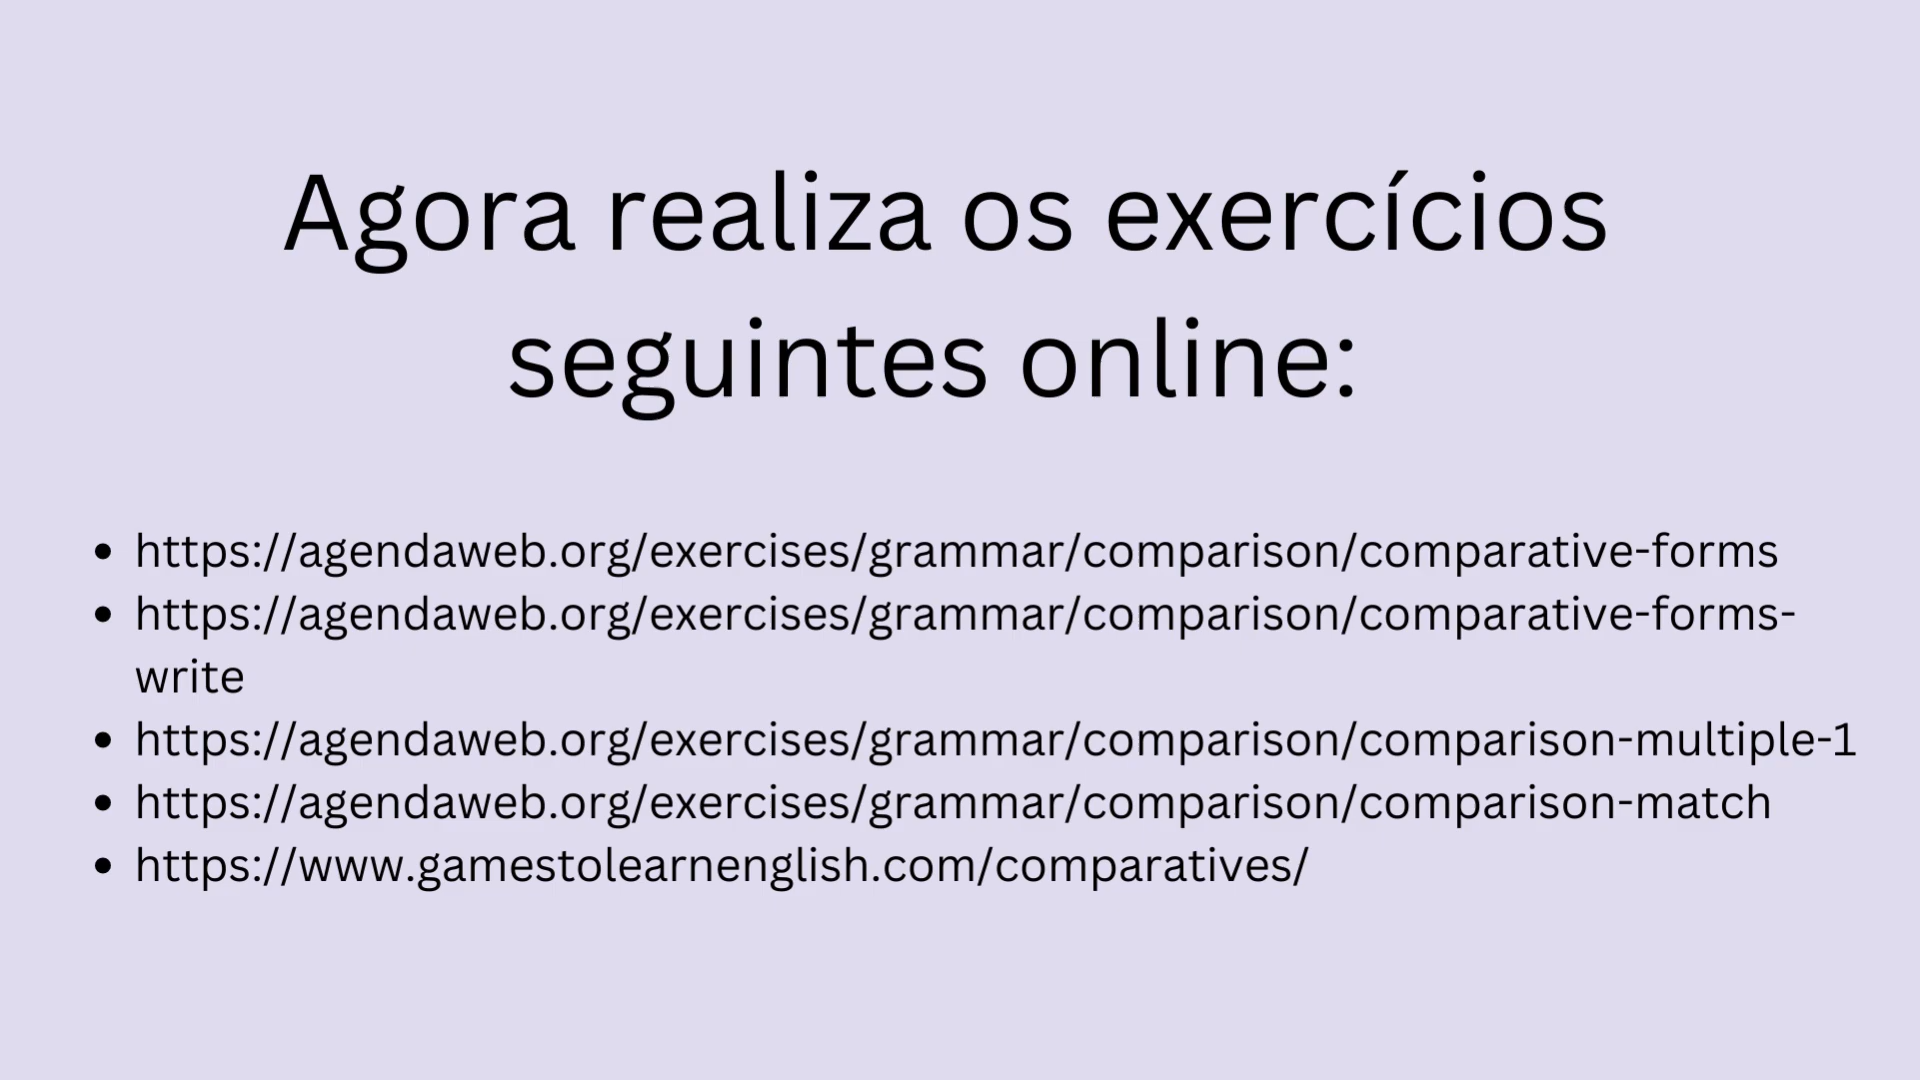 Agora realiza os exercícios
seguintes online:
• https://agendaweb.org/exercises/grammar/comparison/comparative-forms
• https://agendaweb.org/exercises/grammar/comparison/comparative-forms-
write
• https://agendaweb.org/exercises/grammar/comparison/comparison-multiple-1
• https://agendaweb.org/exercises/grammar/comparison/comparison-match
• https://www.gamestolearnenglish.com/comparatives/